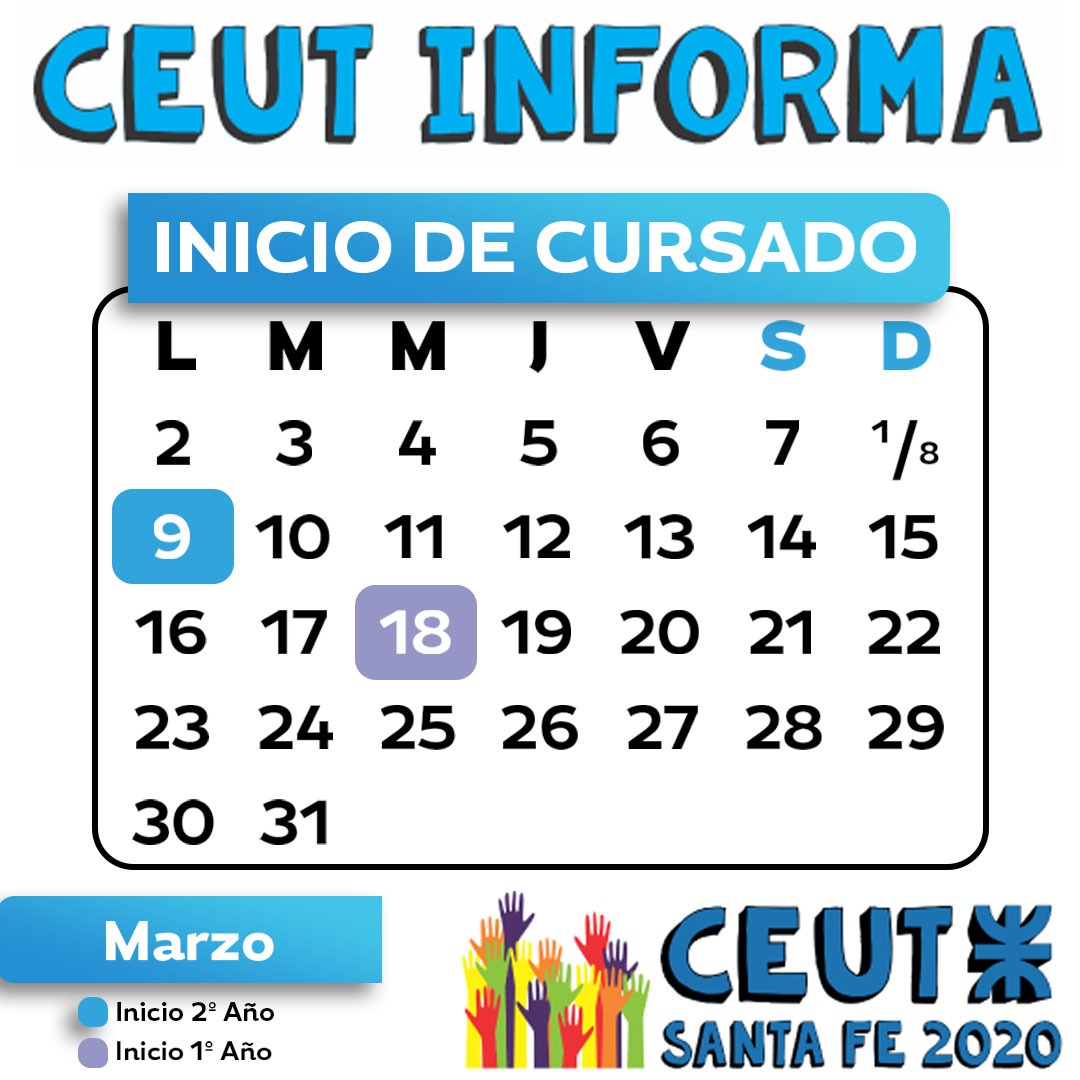 CEUT INFORMA
INICIO DE CURSADO
L M M J V S D
2 3 4 5 6 7 1/8
9 10 11 12 13 14 15
16 17 18 19 20 21 22
23 24 25 26 27 28 29
30 31
Marzo
Inicio 2º Año
Inicio 1º Año
CEUT
SANTA FE 2020